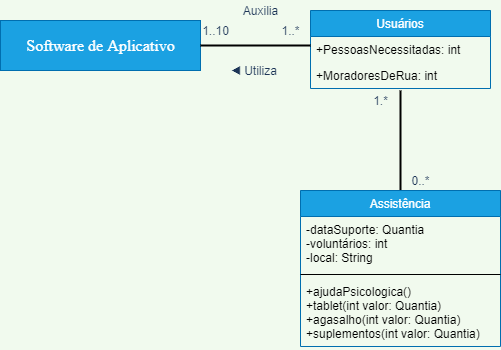 Auxilia
Usuários
Software de Aplicativo
1..10
1..*
+PessoasNecessitadas: int
◄ Utiliza
+MoradoresDeRua: int
1.*
0..*
Assistência
-dataSuporte: Quantia
-voluntários: int
-local: String
+ajudaPsicologica()
+tablet(int valor: Quantia)
+agasalho(int valor: Quantia)
+suplementos(int valor: Quantia)